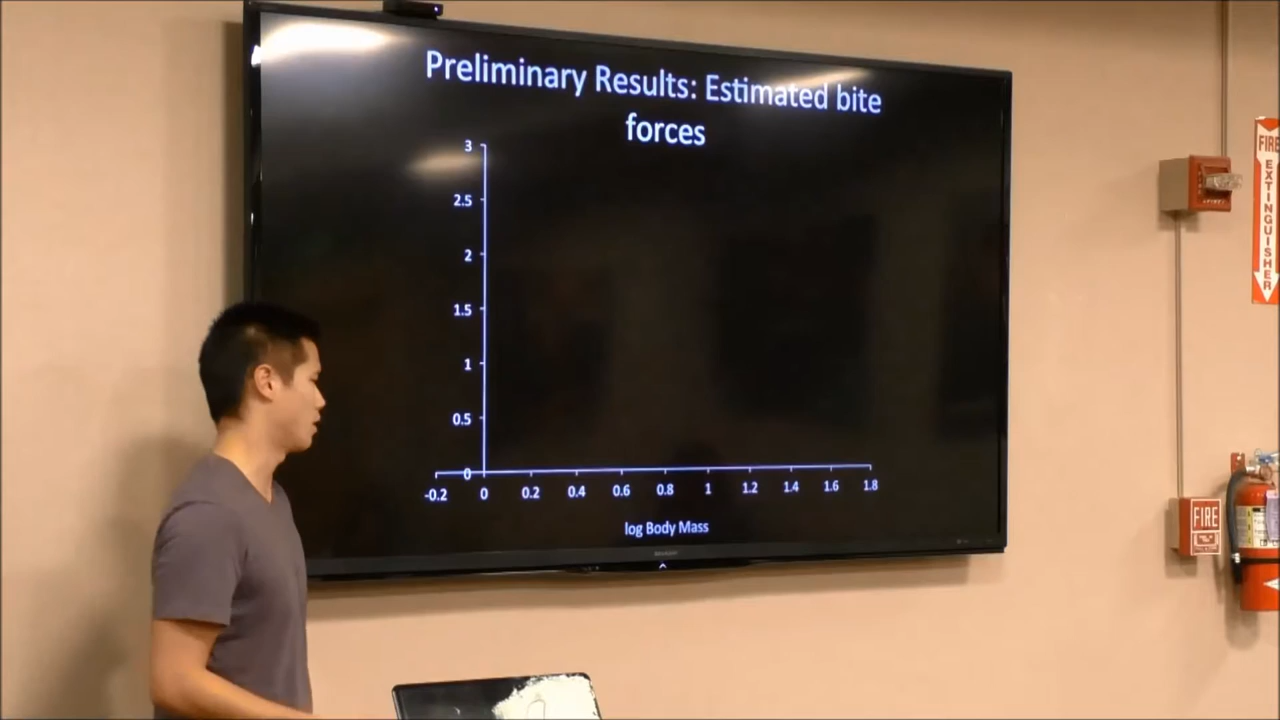 Preliminary Results: Estimated bite
forces
3
2.5
2
1.5
1
0.5
0
-0.2 0 0.2 0.4 0.6 0.8 1 1.2 1.4 1.6 1.8
log Body Mass
FIRE
EXTINGUISHER
FIRE